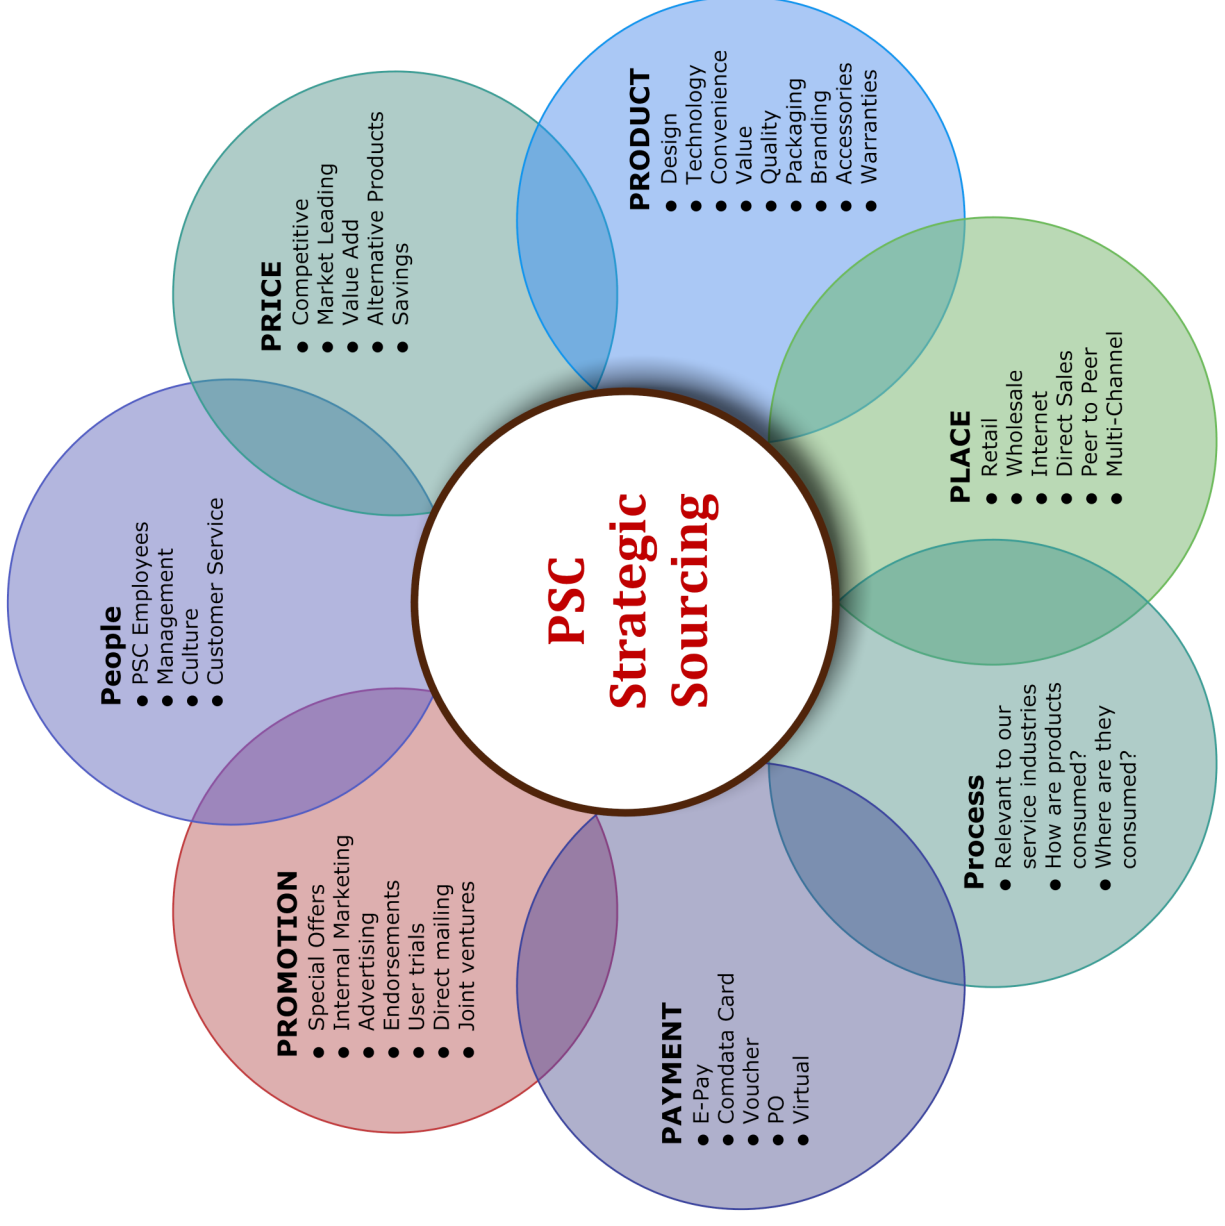 PSC
Strategic
Sourcing
PRODUCT
● Design
● Technology
● Convenience
● Value
● Quality
● Packaging
● Branding
● Accessories
● Warranties
PLACE
● Retail
● Wholesale
● Internet
● Direct Sales
● Peer to Peer
● Multi-Channel
Process
● Relevant to our
service industries
● How are products
consumed?
● Where are they
consumed?
PAYMENT
● E-Pay
● Comdata Card
● Voucher
● PO
● Virtual
PROMOTION
● Special Offers
● Internal Marketing
● Advertising
● Endorsements
● User trials
● Direct mailing
● Joint ventures
People
● PSC Employees
● Management
● Culture
● Customer Service
PRICE
● Competitive
● Market Leading
● Value Add
● Alternative Products
● Savings